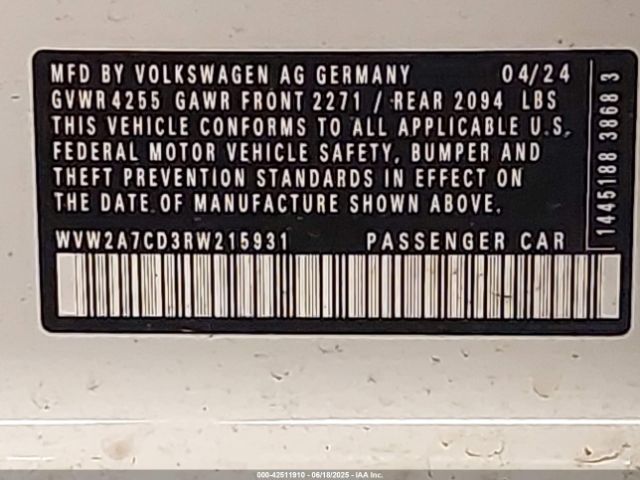 MFD BY VOLKSWAGEN AG GERMANY 04/24
GVWR 4255 GAWR FRONT 2271 / REAR 2094 LBS
THIS VEHICLE CONFORMS TO ALL APPLICABLE U.S.
FEDERAL MOTOR VEHICLE SAFETY, BUMPER AND
THEFT PREVENTION STANDARDS IN EFFECT ON
THE DATE OF MANUFACTURE SHOWN ABOVE.
WVW2A7CD3RW215931 PASSENGER CAR
1445188 3868 3
000-42511910 - 06/18/2025 - IAA Inc.